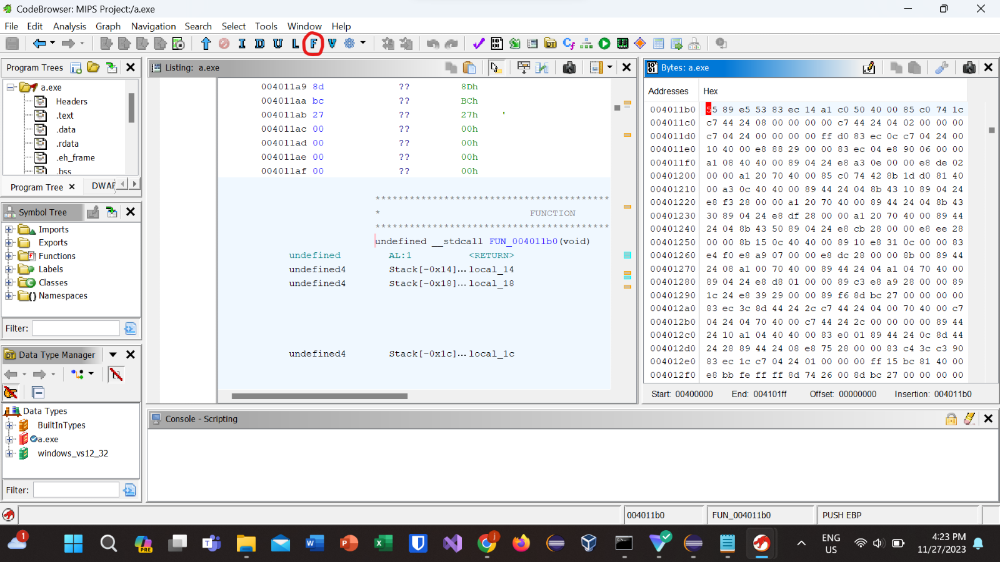 CodeBrowser: MIPS Project:/a.exe
File Edit Analysis Graph Navigation Search Select Tools Window Help
I D U L F V
Program Trees
a.exe
Headers
.text
.data
.rdata
.eh_frame
.bss
Program Tree
Symbol Tree
Imports
Exports
Functions
Labels
Classes
Namespaces
Filter:
Data Type Manager
Data Types
BuiltInTypes
a.exe
windows_vs12_32
Filter:
Listing: a.exe
004011a9 8d ?? 8Dh
004011aa bc ?? BCh
004011ab 27 ?? 27h '
004011ac 00 ?? 00h
004011ad 00 ?? 00h
004011ae 00 ?? 00h
004011af 00 ?? 00h
*****************************************
* FUNCTION
*****************************************
undefined __stdcall FUN_004011b0(void)
undefined AL:1 <RETURN>
undefined4 Stack[-0x14]... local_14
undefined4 Stack[-0x18]... local_18
undefined4 Stack[-0x1c]... local_1c
Bytes: a.exe
Addresses Hex
004011b0 55 89 e5 53 83 ec 14 a1 c0 50 40 00 85 c0 74 1c
004011c0 c7 44 24 08 00 00 00 00 c7 44 24 04 02 00 00 00
004011d0 c7 04 24 00 00 00 00 ff d0 83 ec 0c c7 04 24 00
004011e0 10 40 00 e8 88 29 00 00 83 ec 04 e8 90 06 00 00
004011f0 a1 08 40 40 00 89 04 24 e8 a3 0e 00 00 e8 de 02
00401200 00 00 a1 20 70 40 00 85 c0 74 42 8b 1d d0 81 40
00401210 00 a3 0c 40 40 00 89 44 24 04 8b 43 10 89 04 24
00401220 e8 f3 28 00 00 a1 20 70 40 00 89 44 24 04 8b 43
00401230 30 89 04 24 e8 df 28 00 00 a1 20 70 40 00 89 44
00401240 24 04 8b 43 50 89 04 24 e8 cb 28 00 00 e8 ee 28
00401250 00 00 8b 15 0c 40 40 00 89 10 e8 31 0c 00 00 83
00401260 e4 f0 e8 a9 07 00 00 e8 dc 28 00 00 8b 00 89 44
00401270 24 08 a1 00 70 40 00 89 44 24 04 a1 04 70 40 00
00401280 89 04 24 e8 d8 01 00 00 89 c3 e8 a9 28 00 00 89
00401290 1c 24 e8 39 29 00 00 89 f6 8d bc 27 00 00 00 00
004012a0 83 ec 3c 8d 44 24 2c c7 44 24 04 00 70 40 00 c7
004012b0 04 24 04 70 40 00 c7 44 24 2c 00 00 00 00 89 44
004012c0 24 10 a1 04 40 40 00 83 e0 01 89 44 24 0c 8d 44
004012d0 24 28 89 44 24 08 e8 75 28 00 00 83 c4 3c c3 90
004012e0 83 ec 1c c7 04 24 01 00 00 00 ff 15 bc 81 40 00
004012f0 e8 bb fe ff ff 8d 74 26 00 8d bc 27 00 00 00 00
Start: 00400000 End: 004101ff Offset: 00000000 Insertion: 004011b0
Console - Scripting
004011b0 FUN_004011b0 PUSH EBP
1
PRE
ENG
US
4:23 PM
11/27/2023